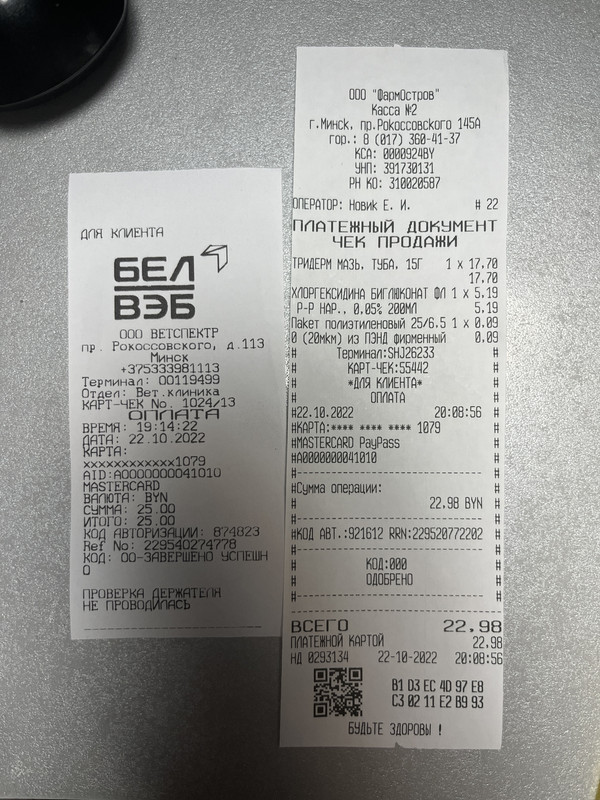 ДЛЯ КЛИЕНТА
БЕЛ
ВЭБ
ООО ВЕТСПЕКТР
пр. Рокоссовского, д.113
Минск
+375333981113
Терминал: 00119499
Отдел: Вет.клиника
КАРТ-ЧЕК No. 1024/13
ОПЛАТА
ВРЕМЯ: 19:14:22
ДАТА: 22.10.2022
КАРТА:
xxxxxxxxxxxx1079
AID:A0000000041010
MASTERCARD
ВАЛЮТА: BYN
СУММА: 25.00
ИТОГО: 25.00
КОД АВТОРИЗАЦИИ: 874823
Ref No: 229540274778
КОД: 00-ЗАВЕРШЕНО УСПЕШН
О
ПРОВЕРКА ДЕРЖАТЕЛЯ
НЕ ПРОВОДИЛАСЬ
ООО "ФармОстров"
Касса №2
г.Минск, пр.Рокоссовского 145А
гор.: 8 (017) 360-41-37
КСА: 0000924BY
УНП: 391730131
РН КО: 310020587
ОПЕРАТОР: Новик Е. И. # 22
ПЛАТЕЖНЫЙ ДОКУМЕНТ
ЧЕК ПРОДАЖИ
ТРИДЕРМ МАЗЬ, ТУБА, 15Г 1 x 17.70
17.70
ХЛОРГЕКСИДИНА БИГЛЮКОНАТ ФЛ 1 x 5.19
Р-Р НАР., 0.05% 200МЛ 5.19
Пакет полиэтиленовый 25/6.5 1 x 0.09
0 (20мкм) из ПЭНД фирменный 0.09
# Терминал:SHJ26233 #
# КАРТ-ЧЕК:55442 #
# *ДЛЯ КЛИЕНТА* #
# ОПЛАТА #
#22.10.2022 20:08:56 #
#КАРТА:**** **** **** 1079 #
#MASTERCARD PayPass #
#A0000000041010 #
#--------------------------------#
#Сумма операции: #
# 22.98 BYN #
#--------------------------------#
#КОД АВТ.:921612 RRN:229520772202 #
#--------------------------------#
# КОД:000 #
# ОДОБРЕНО #
#--------------------------------#
ВСЕГО 22.98
ПЛАТЕЖНОЙ КАРТОЙ 22.98
НД 0293134 22-10-2022 20:08:56
B1 D3 EC 4D 97 E8
C3 02 11 E2 B9 93
БУДЬТЕ ЗДОРОВЫ !